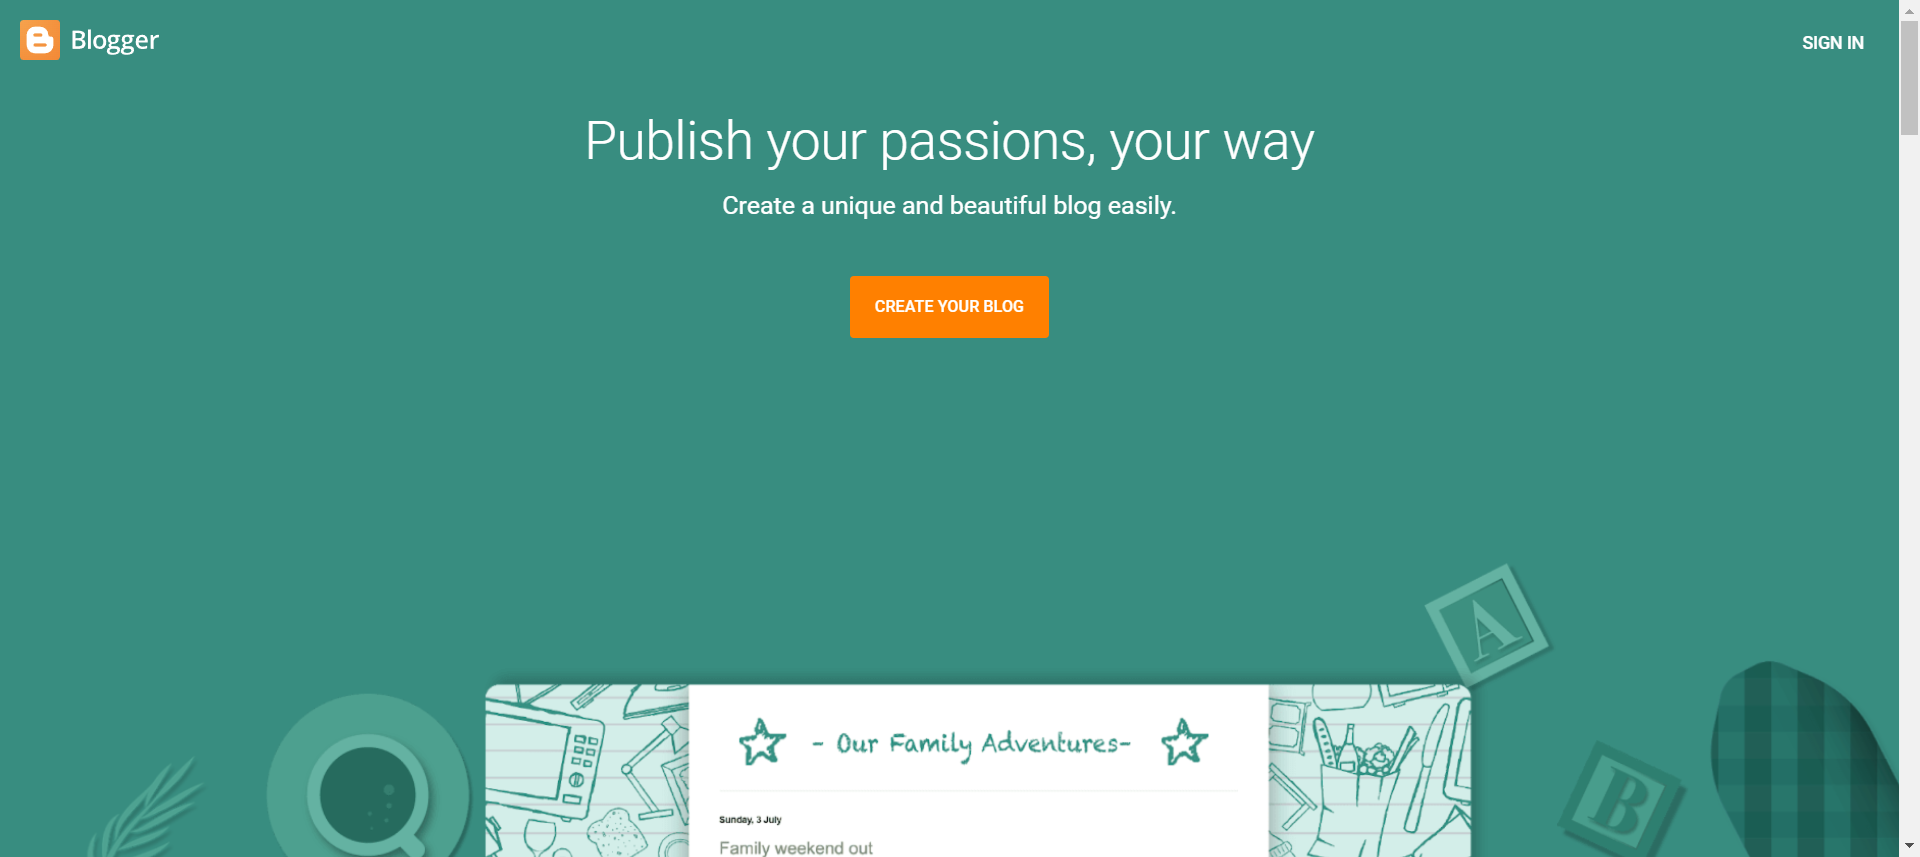 Blogger
SIGN IN
Publish your passions, your way
Create a unique and beautiful blog easily.
CREATE YOUR BLOG
A
- Our Family Adventures-
B
Sunday, 3 July
Family weekend out